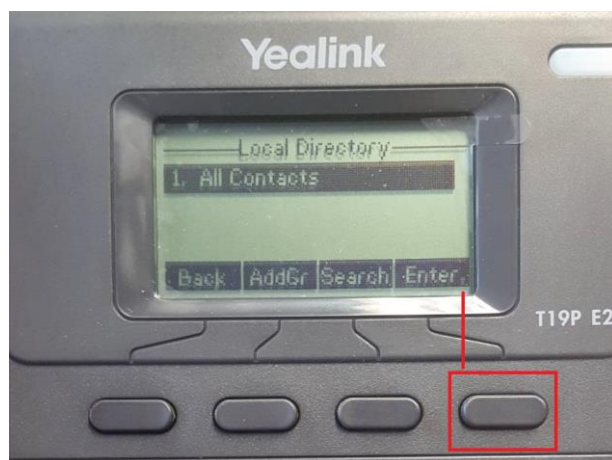 Yealink
Local Directory
1. All Contacts
Back AddGr Search Enter
T19P E2